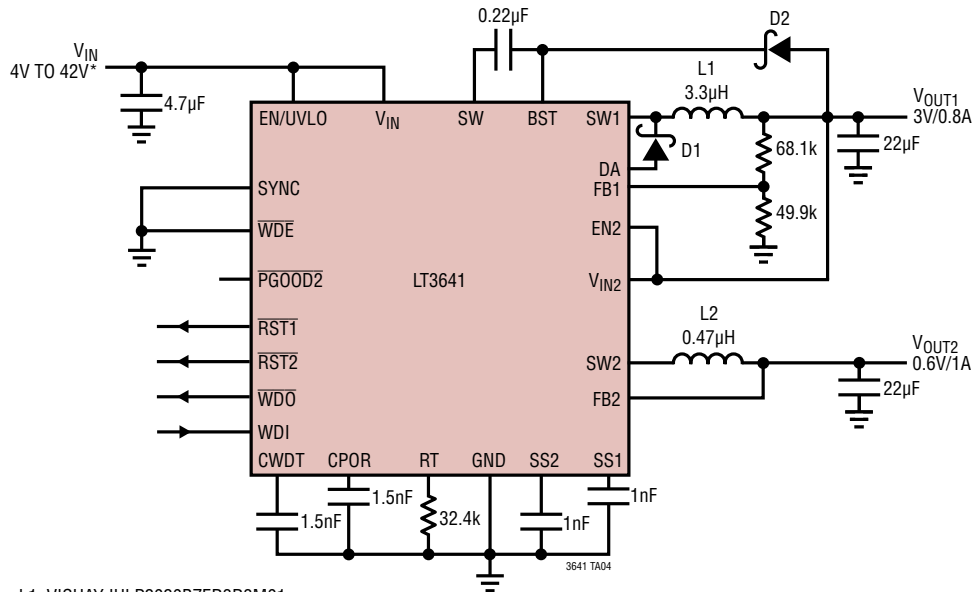 0.22µF
D2
VIN
4V TO 42V*
4.7µF
L1
3.3µH
VOUT1
3V/0.8A
EN/UVLO
VIN
SW
BST
SW1
D1
22µF
68.1k
DA
FB1
49.9k
SYNC
WDE
EN2
PGOOD2
LT3641
VIN2
RST1
L2
0.47µH
RST2
SW2
VOUT2
0.6V/1A
WDO
FB2
22µF
WDI
CWDT
CPOR
RT
GND
SS2
SS1
1.5nF
1.5nF
32.4k
1nF
1nF
3641 TA04